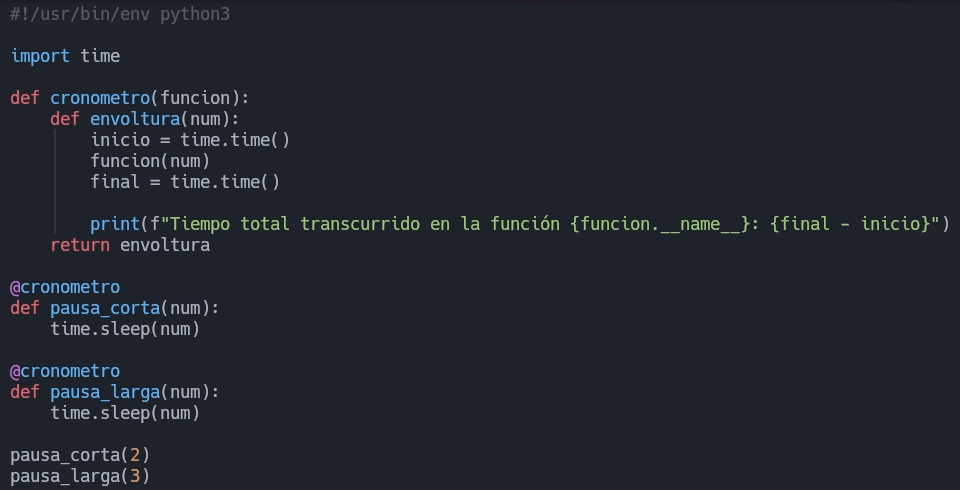 #!/usr/bin/env python3

import time

def cronometro(funcion):
    def envoltura(num):
        inicio = time.time()
        funcion(num)
        final = time.time()

        print(f"Tiempo total transcurrido en la función {funcion.__name__}: {final - inicio}")
    return envoltura

@cronometro
def pausa_corta(num):
    time.sleep(num)

@cronometro
def pausa_larga(num):
    time.sleep(num)

pausa_corta(2)
pausa_larga(3)